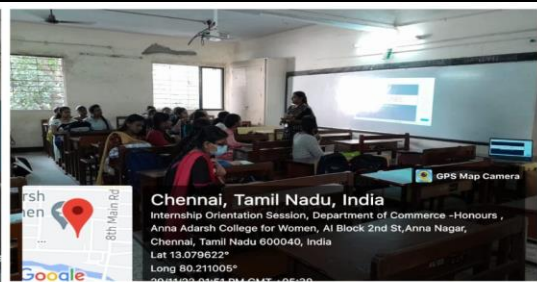 GPS Map Camera
rsh
en
8th Main Rd
Google
Chennai, Tamil Nadu, India
Internship Orientation Session, Department of Commerce -Honours ,
Anna Adarsh College for Women, AI Block 2nd St,Anna Nagar,
Chennai, Tamil Nadu 600040, India
Lat 13.079622°
Long 80.211005°